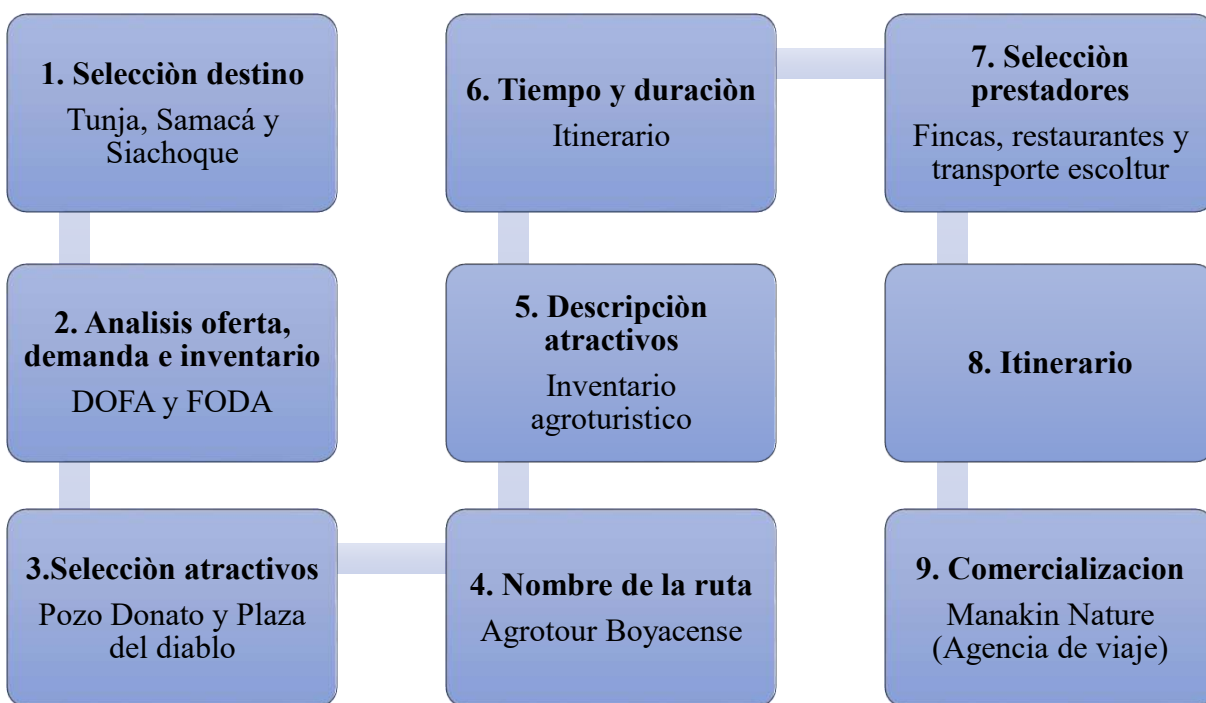 1. Selecciòn destino
Tunja, Samacá y
Siachoque
2. Analisis oferta,
demanda e inventario
DOFA y FODA
3.Selecciòn atractivos
Pozo Donato y Plaza
del diablo
4. Nombre de la ruta
Agrotour Boyacense
5. Descripciòn
atractivos
Inventario
agroturistico
6. Tiempo y duraciòn
Itinerario
7. Selecciòn
prestadores
Fincas, restaurantes y
transporte escoltur
8. Itinerario
9. Comercializacion
Manakin Nature
(Agencia de viaje)